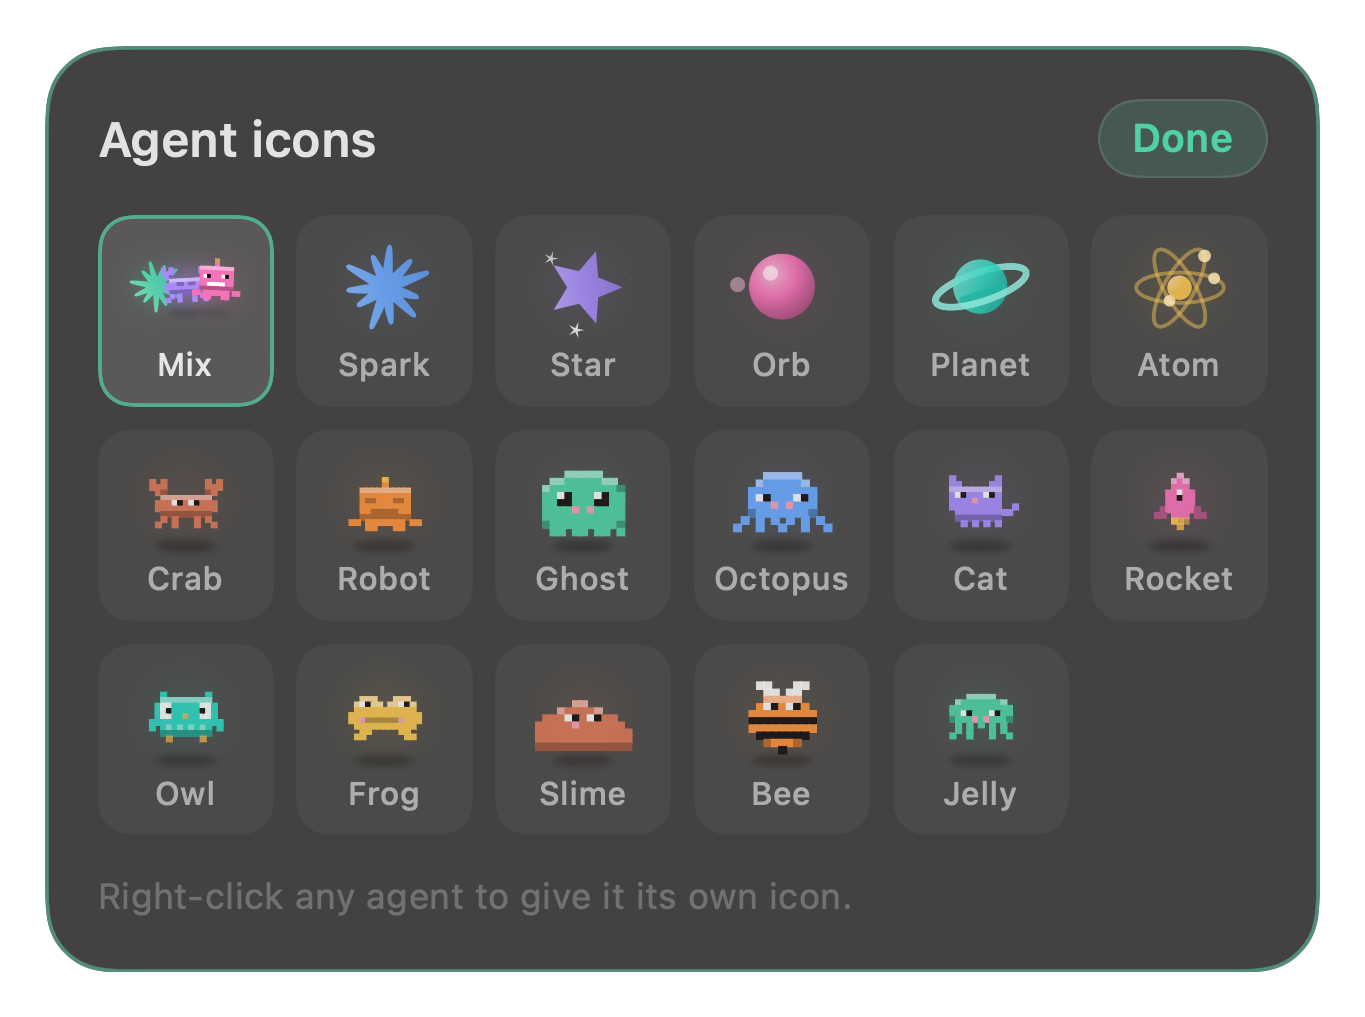 Agent icons
Done
Mix
Spark
Star
Orb
Planet
Atom
Crab
Robot
Ghost
Octopus
Cat
Rocket
Owl
Frog
Slime
Bee
Jelly
Right-click any agent to give it its own icon.